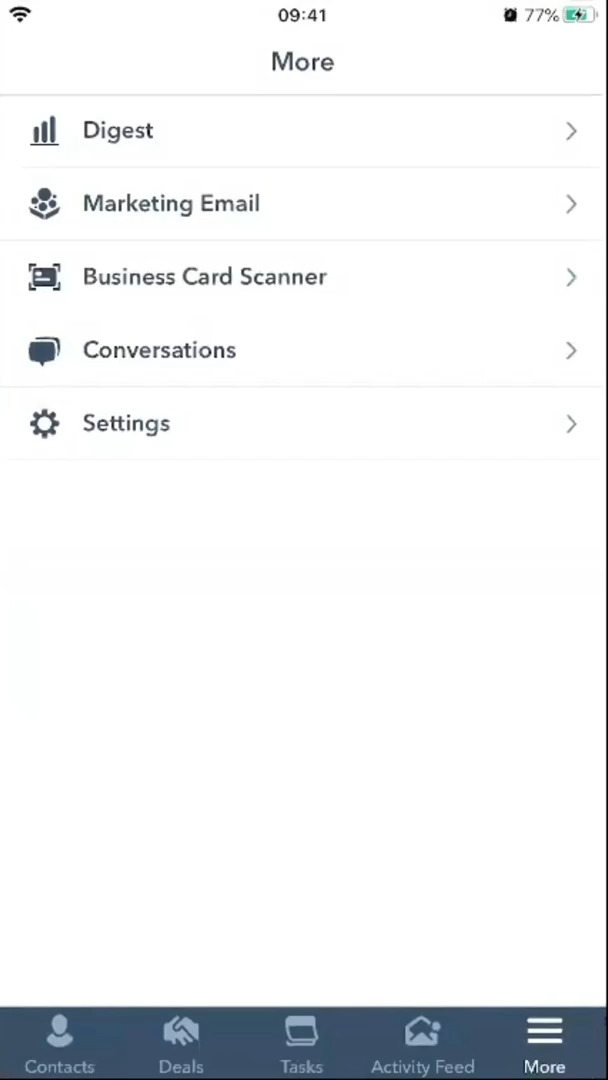 09:41 77%
More
Digest
Marketing Email
Business Card Scanner
Conversations
Settings
Contacts Deals Tasks Activity Feed More